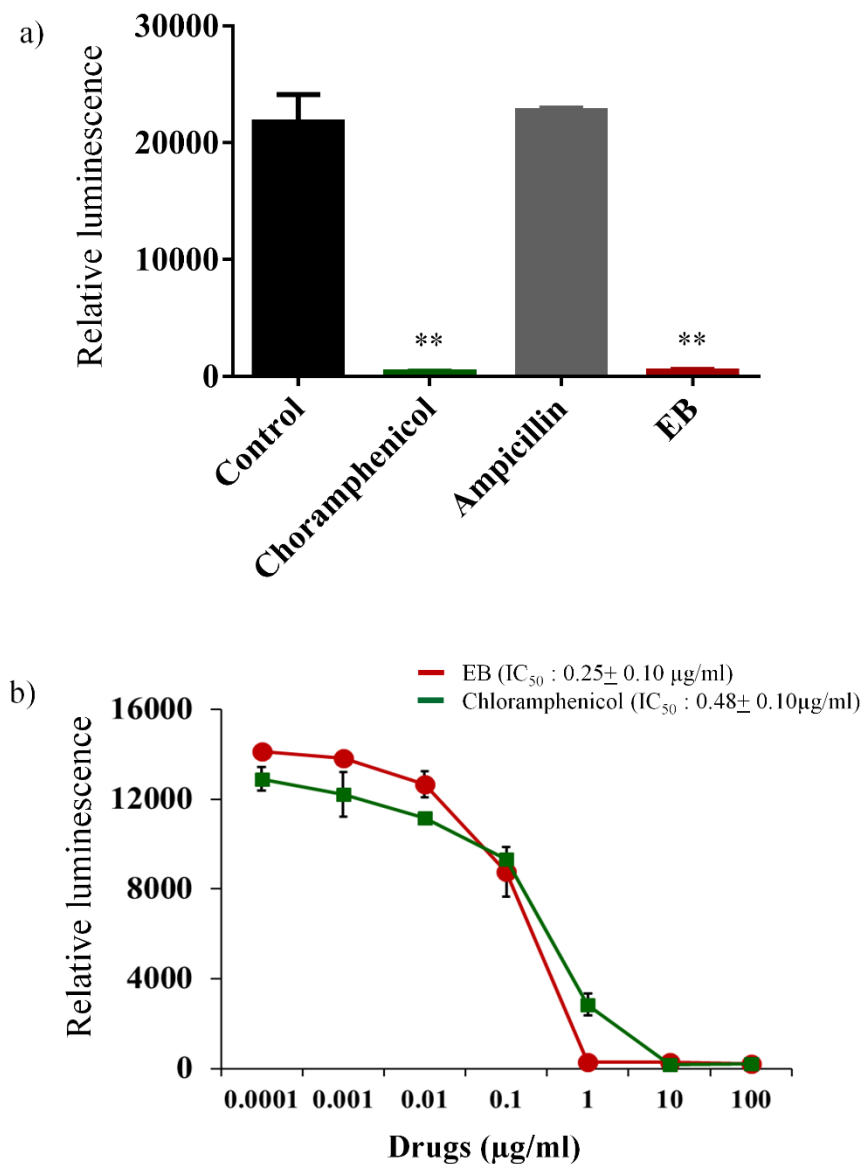 a)
Relative luminescence
30000
20000
10000
0
**
**
Control
Choramphenicol
Ampicillin
EB
b)
EB (IC₅₀ : 0.25± 0.10 µg/ml)
Chloramphenicol (IC₅₀ : 0.48± 0.10µg/ml)
Relative luminescence
16000
12000
8000
4000
0
0.0001 0.001 0.01 0.1 1 10 100
Drugs (µg/ml)